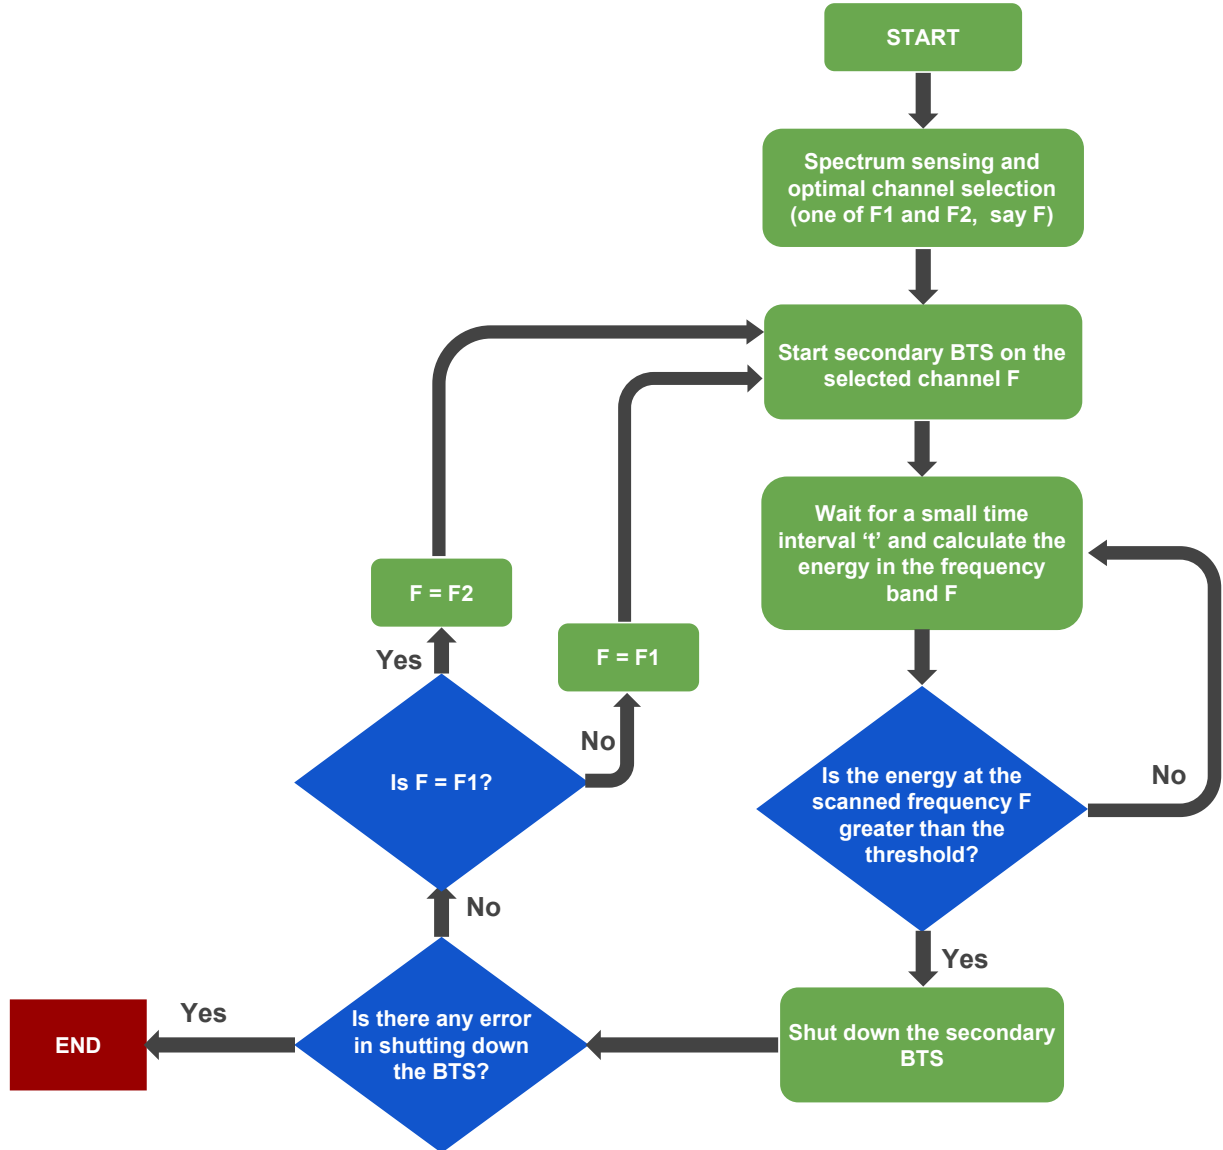 START
Spectrum sensing and
optimal channel selection
(one of F1 and F2,  say F)
Start secondary BTS on the
selected channel F
Wait for a small time
interval ‘t’ and calculate the
energy in the frequency
band F
F = F2
Yes
F = F1
No
Is F = F1?
Is the energy at the
scanned frequency F
greater than the
threshold?
No
No
Yes
Shut down the secondary
BTS
Is there any error
in shutting down
the BTS?
Yes
END